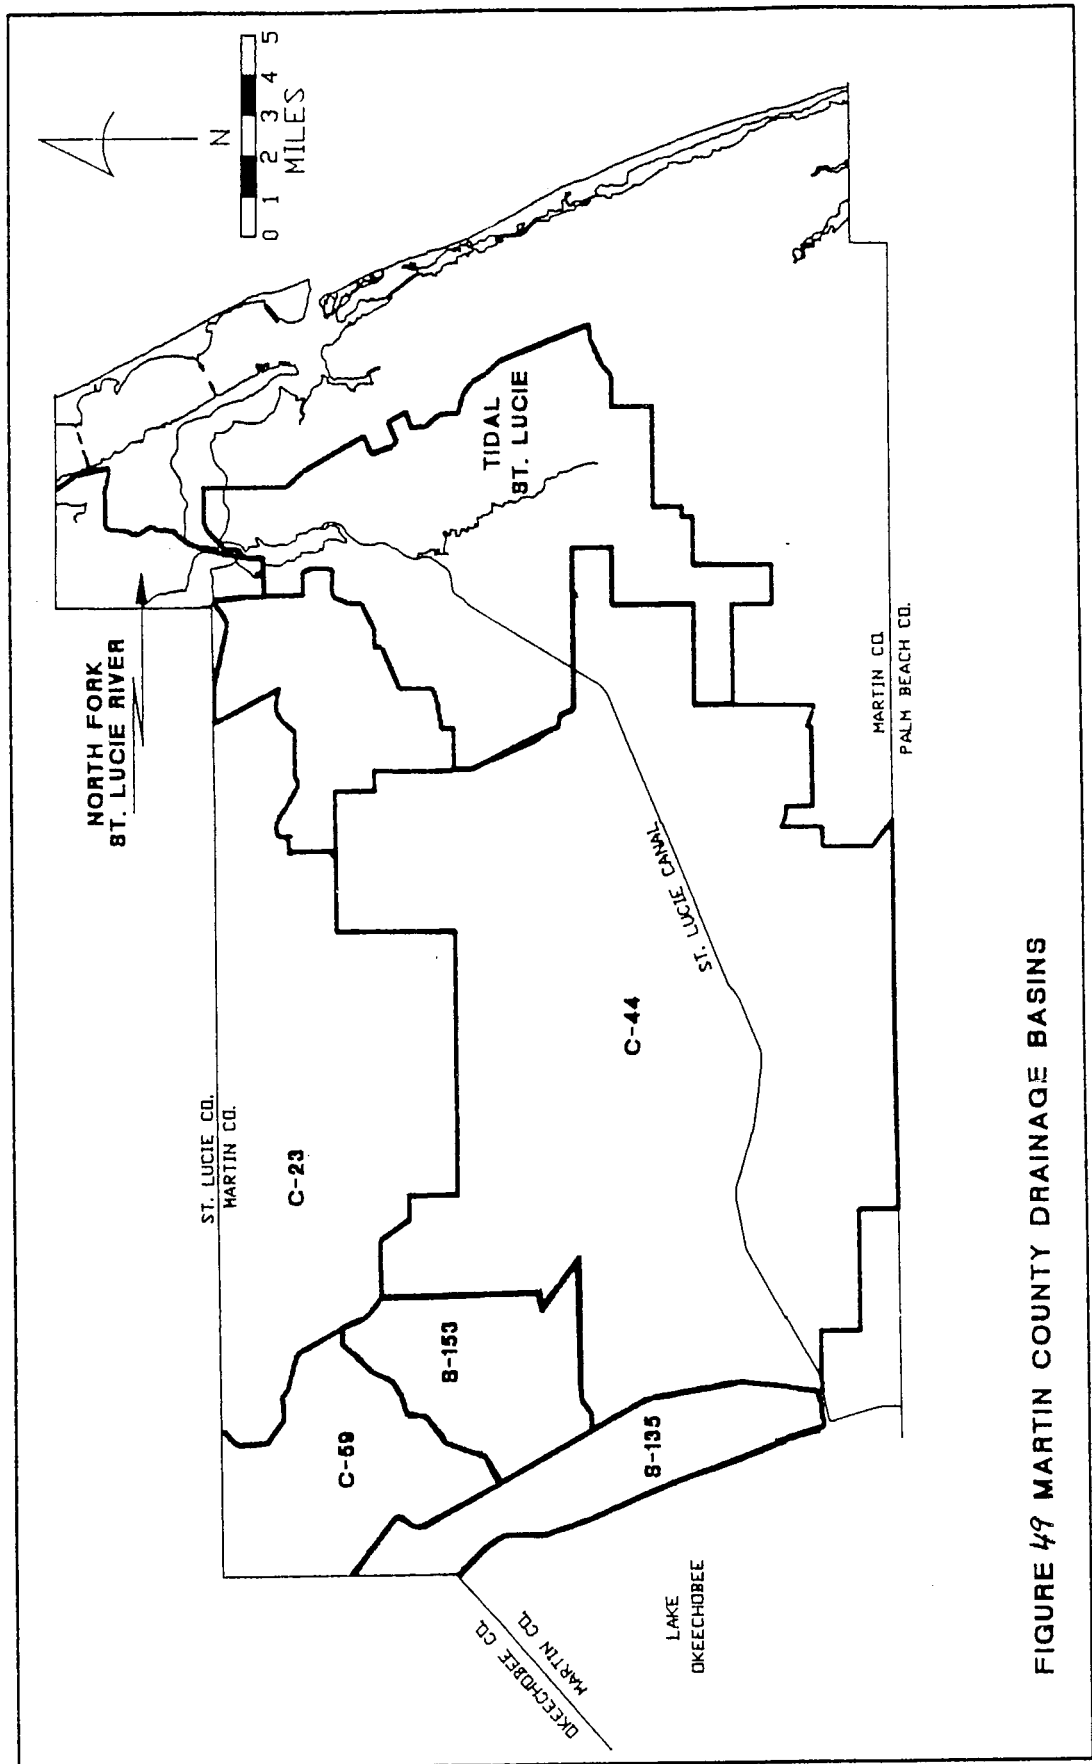 N
0 1 2 3 4 5
MILES
NORTH FORK
ST. LUCIE RIVER
TIDAL
ST. LUCIE
ST. LUCIE CO.
MARTIN CO.
C-23
C-59
S-153
S-135
C-44
ST. LUCIE CANAL
MARTIN CO.
PALM BEACH CO.
OKEECHOBEE CO.
MARTIN CO.
LAKE
OKEECHOBEE
FIGURE 49 MARTIN COUNTY DRAINAGE BASINS